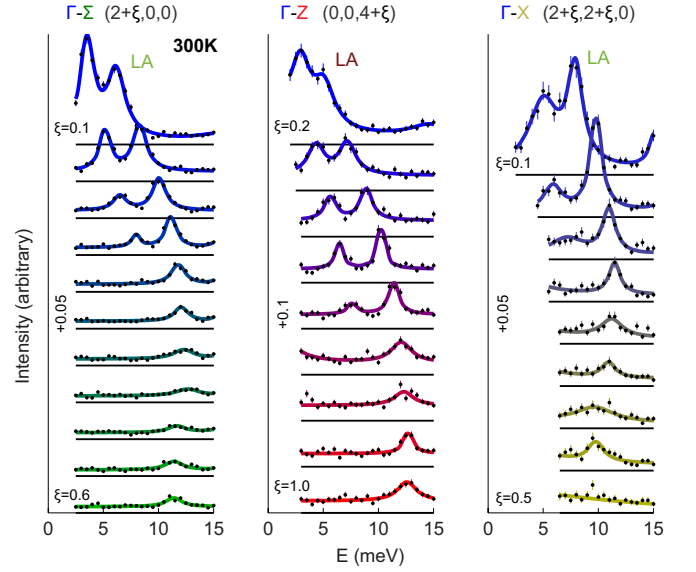 Γ-Σ (2+ξ,0,0)
Γ-Z (0,0,4+ξ)
Γ-X (2+ξ,2+ξ,0)
300K
LA
LA
LA
ξ=0.1
ξ=0.2
ξ=0.1
Intensity (arbitrary)
+0.05
+0.1
+0.05
ξ=0.6
ξ=1.0
ξ=0.5
0 5 10 15
0 5 10 15
0 5 10 15
E (meV)